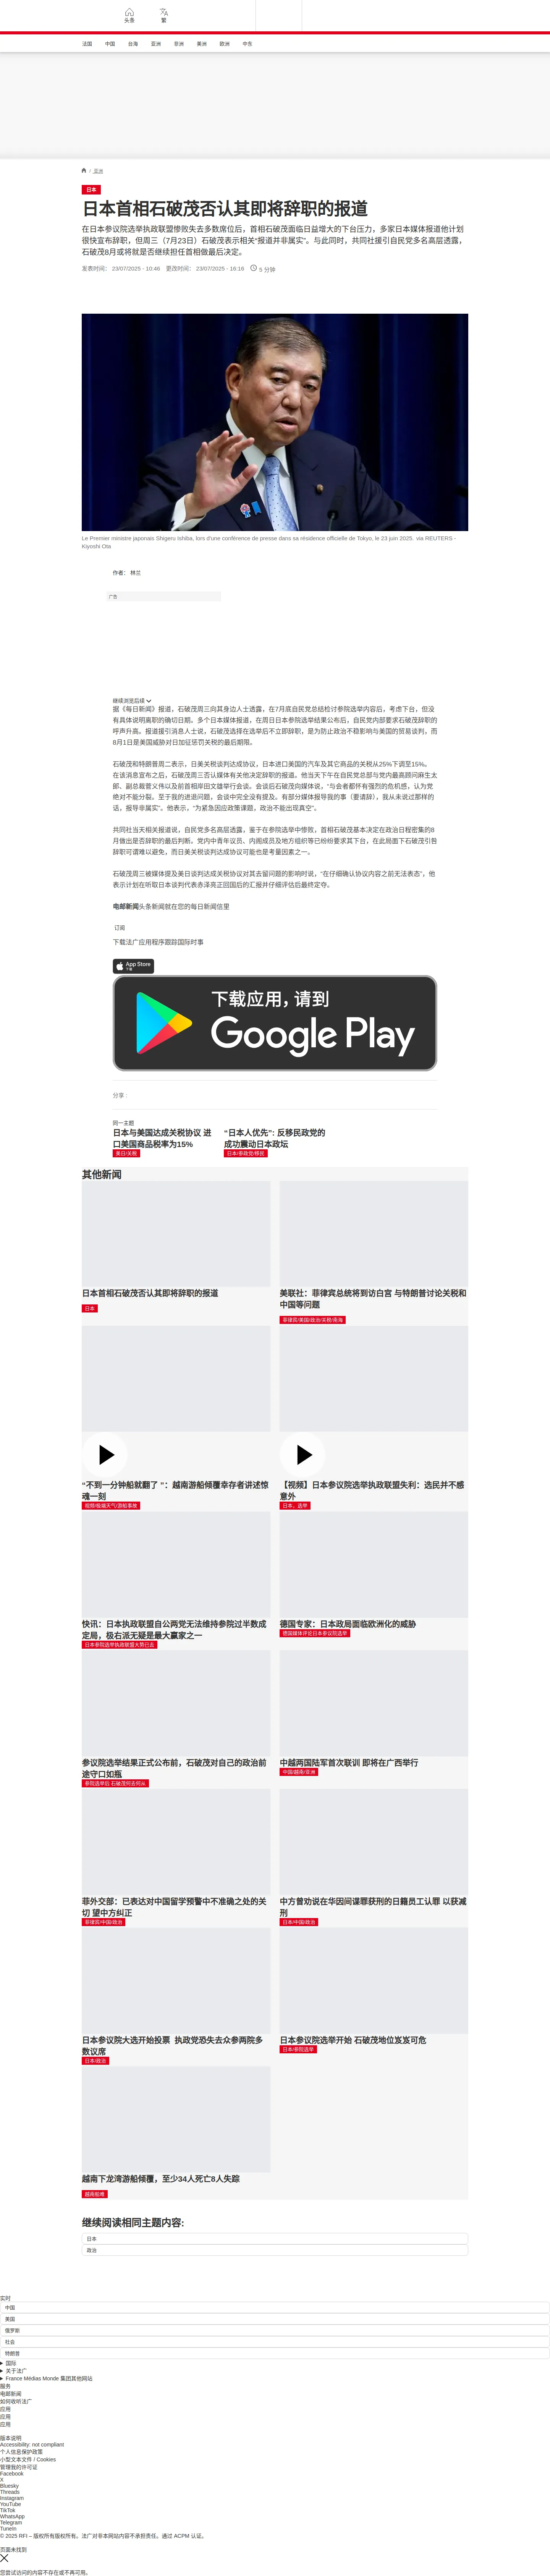 头条
繁
法国
中国
台海
亚洲
非洲
美洲
欧洲
中东
/ 亚洲
日本
日本首相石破茂否认其即将辞职的报道
在日本参议院选举执政联盟惨败失去多数席位后，首相石破茂面临日益增大的下台压力，多家日本媒体报道他计划
很快宣布辞职，但周三（7月23日）石破茂表示相关“报道并非属实”。与此同时，共同社援引自民党多名高层透露，
石破茂8月或将就是否继续担任首相做最后决定。
发表时间： 23/07/2025 - 10:46 更改时间： 23/07/2025 - 16:16 5 分钟
Le Premier ministre japonais Shigeru Ishiba, lors d'une conférence de presse dans sa résidence officielle de Tokyo, le 23 juin 2025. via REUTERS -
Kiyoshi Ota
作者： 林兰
广告
继续浏览后续
据《每日新闻》报道，石破茂周三向其身边人士透露，在7月底自民党总结检讨参院选举内容后，考虑下台，但没
有具体说明离职的确切日期。多个日本媒体报道，在周日日本参院选举结果公布后，自民党内部要求石破茂辞职的
呼声升高。报道援引消息人士说，石破茂选择在选举后不立即辞职，是为防止政治不稳影响与美国的贸易谈判，而
8月1日是美国威胁对日加征惩罚关税的最后期限。
石破茂和特朗普周二表示，日美关税谈判达成协议，日本进口美国的汽车及其它商品的关税从25%下调至15%。
在该消息宣布之后，石破茂周三否认媒体有关他决定辞职的报道。他当天下午在自民党总部与党内最高顾问麻生太
郎、副总裁菅义伟以及前首相岸田文雄举行会谈。会谈后石破茂向媒体说，“与会者都怀有强烈的危机感，认为党
绝对不能分裂。至于我的进退问题，会谈中完全没有提及。有部分媒体报导我的事（要请辞），我从未说过那样的
话，报导非属实”。他表示，“为紧急因应政策课题，政治不能出现真空”。
共同社当天相关报道说，自民党多名高层透露，鉴于在参院选举中惨败，首相石破茂基本决定在政治日程密集的8
月做出是否辞职的最后判断。党内中青年议员、内阁成员及地方组织等已纷纷要求其下台，在此局面下石破茂引咎
辞职可谓难以避免，而日美关税谈判达成协议可能也是考量因素之一。
石破茂周三被媒体提及美日谈判达成关税协议对其去留问题的影响时说，“在仔细确认协议内容之前无法表态”，他
表示计划在听取日本谈判代表赤泽亮正回国后的汇报并仔细评估后最终定夺。
电邮新闻头条新闻就在您的每日新闻信里
订阅
下载法广应用程序跟踪国际时事
App Store
下载
下载应用，请到
Google Play
分享 :
同一主题
日本与美国达成关税协议 进
口美国商品税率为15%
美日/关税
“日本人优先”: 反移民政党的
成功震动日本政坛
日本/参政党/移民
其他新闻
日本首相石破茂否认其即将辞职的报道
日本
美联社：菲律宾总统将到访白宫 与特朗普讨论关税和
中国等问题
菲律宾/美国/政治/关税/南海
“不到一分钟船就翻了 ”：越南游船倾覆幸存者讲述惊
魂一刻
视频/极端天气/游船事故
【视频】日本参议院选举执政联盟失利：选民并不感
意外
日本、选举
快讯：日本执政联盟自公两党无法维持参院过半数成
定局，极右派无疑是最大赢家之一
日本参院选举执政联盟大势已去
德国专家：日本政局面临欧洲化的威胁
德国媒体评论日本参议院选举
参议院选举结果正式公布前，石破茂对自己的政治前
途守口如瓶
参院选举后 石破茂何去何从
中越两国陆军首次联训 即将在广西举行
中国/越南/亚洲
菲外交部：已表达对中国留学预警中不准确之处的关
切 望中方纠正
菲律宾/中国/政治
中方曾劝说在华因间谍罪获刑的日籍员工认罪 以获减
刑
日本/中国/政治
日本参议院大选开始投票 执政党恐失去众参两院多
数议席
日本/政治
日本参议院选举开始 石破茂地位岌岌可危
日本/参院选举
越南下龙湾游船倾覆，至少34人死亡8人失踪
越南船难
继续阅读相同主题内容:
日本
政治
实时
中国
美国
俄罗斯
社会
特朗普
国际
关于法广
France Médias Monde 集团其他网站
服务
电邮新闻
如何收听法广
应用
应用
应用
版本说明
Accessibility: not compliant
个人信息保护政策
小型文本文件 / Cookies
管理我的许可证
Facebook
X
Bluesky
Threads
Instagram
YouTube
TikTok
WhatsApp
Telegram
TuneIn
© 2025 RFI – 版权所有版权所有。法广对非本网站内容不承担责任。通过 ACPM 认证。
页面未找到
您尝试访问的内容不存在或不再可用。